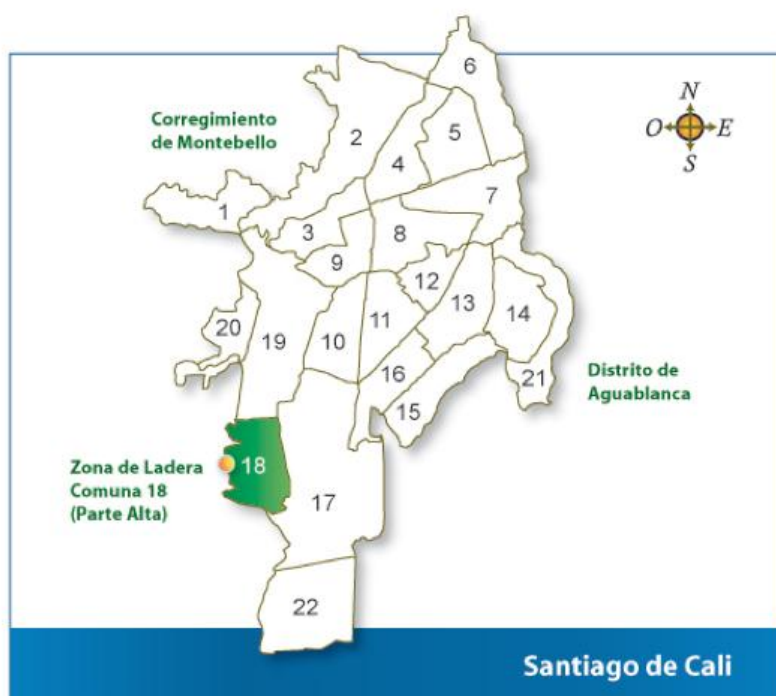 6
N
O E
S
Corregimiento
de Montebello
2
5
4
7
1
3
8
9
12
13
14
20
19
10
11
16
21
Distrito de
Aguablanca
15
Zona de Ladera
Comuna 18
(Parte Alta)
18
17
22
Santiago de Cali